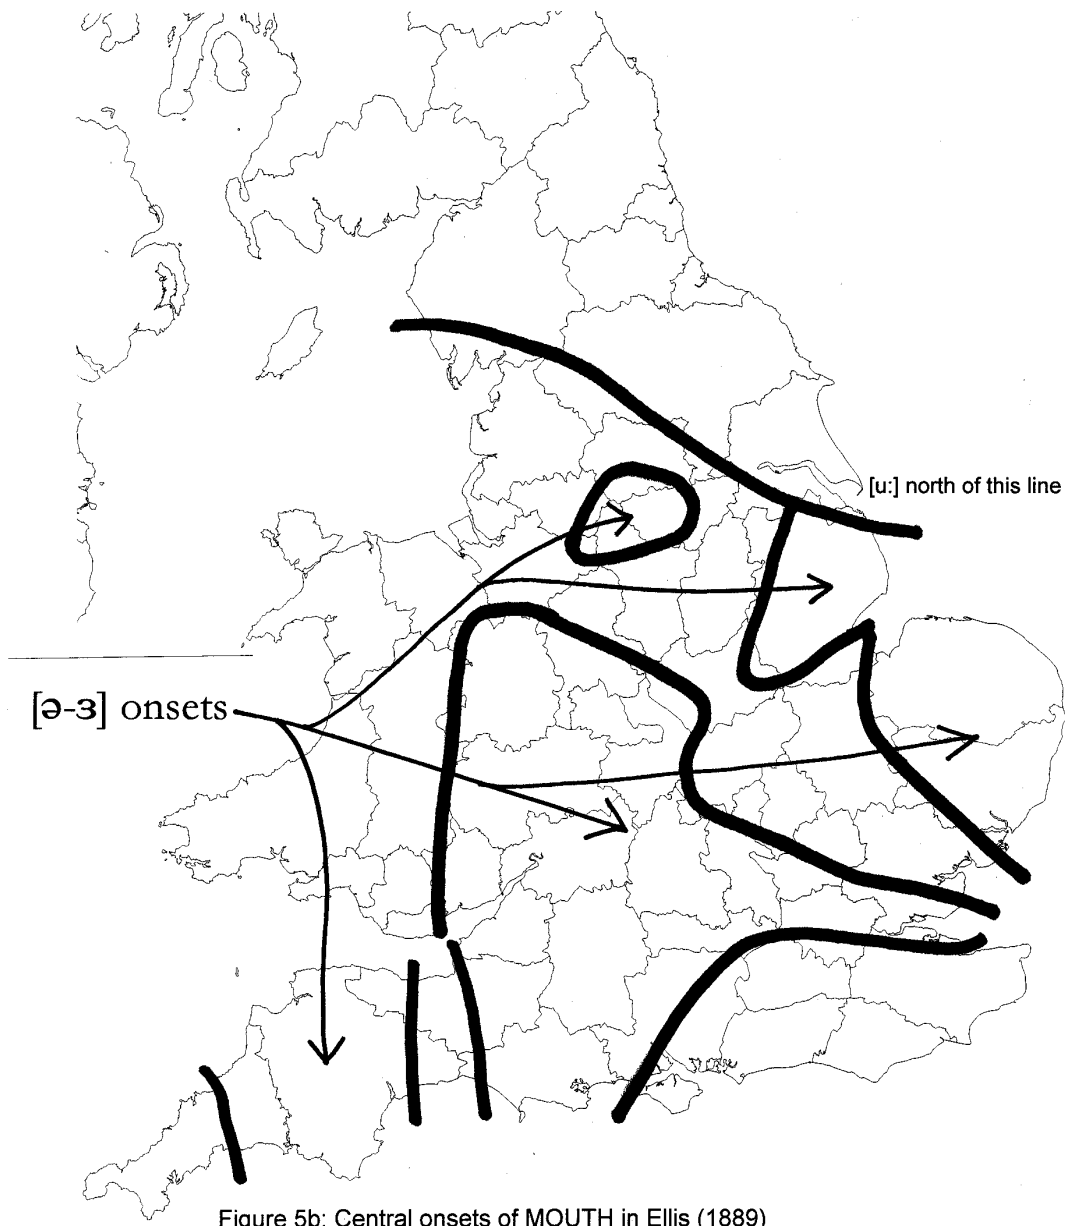 [u:] north of this line
[ə-ɜ] onsets
Figure 5b: Central onsets of MOUTH in Ellis (1889)